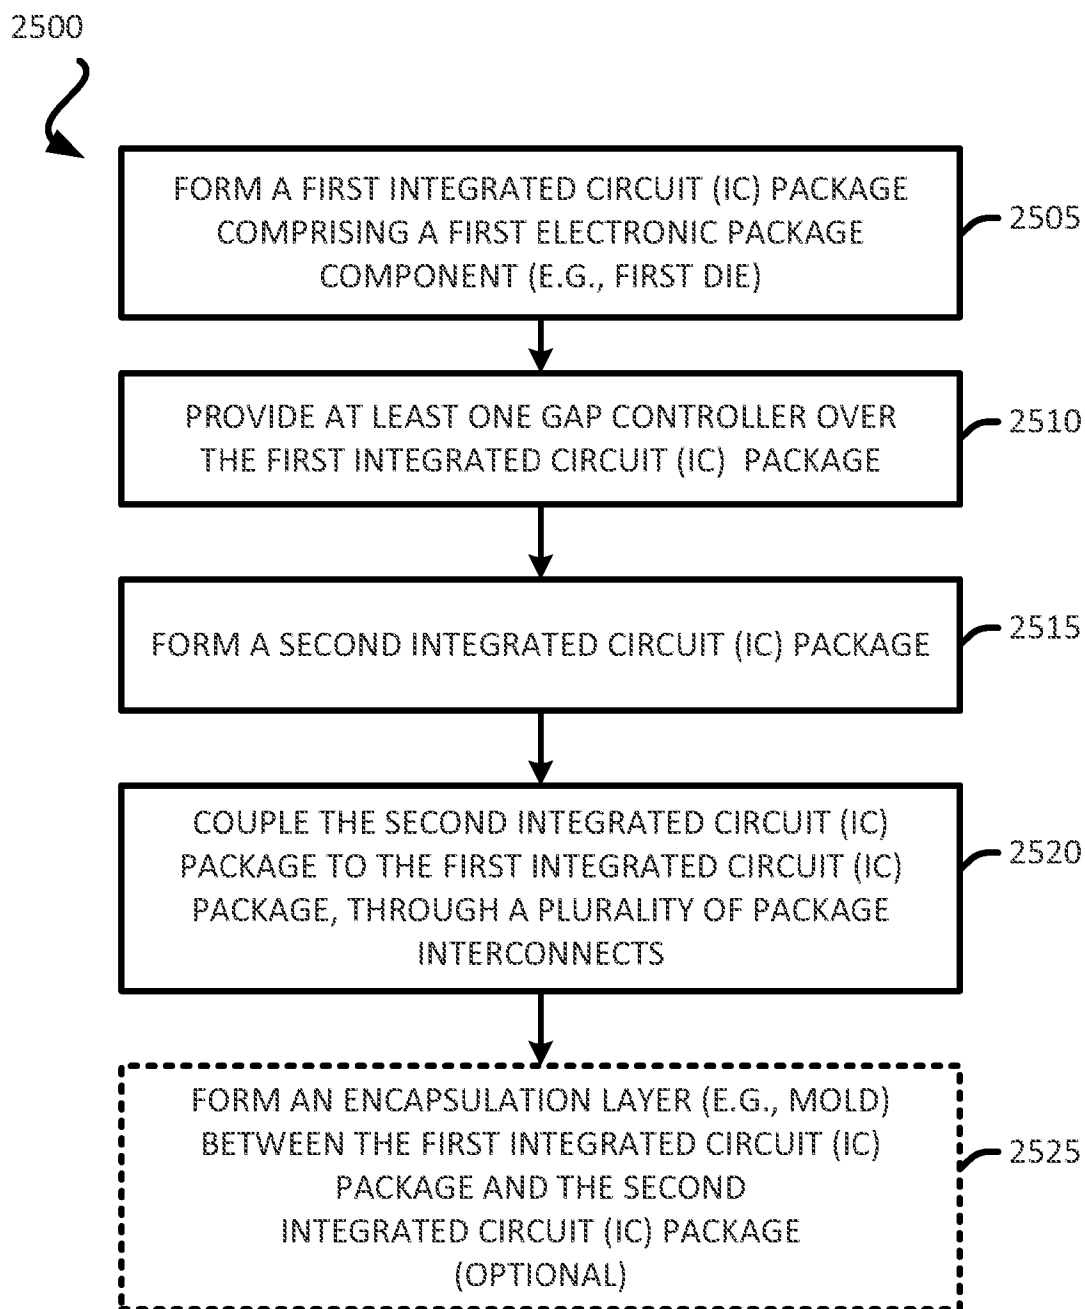 2500
FORM A FIRST INTEGRATED CIRCUIT (IC) PACKAGE
COMPRISING A FIRST ELECTRONIC PACKAGE
COMPONENT (E.G., FIRST DIE)
2505
PROVIDE AT LEAST ONE GAP CONTROLLER OVER
THE FIRST INTEGRATED CIRCUIT (IC) PACKAGE
2510
FORM A SECOND INTEGRATED CIRCUIT (IC) PACKAGE
2515
COUPLE THE SECOND INTEGRATED CIRCUIT (IC)
PACKAGE TO THE FIRST INTEGRATED CIRCUIT (IC)
PACKAGE, THROUGH A PLURALITY OF PACKAGE
INTERCONNECTS
2520
FORM AN ENCAPSULATION LAYER (E.G., MOLD)
BETWEEN THE FIRST INTEGRATED CIRCUIT (IC)
PACKAGE AND THE SECOND
INTEGRATED CIRCUIT (IC) PACKAGE
(OPTIONAL)
2525